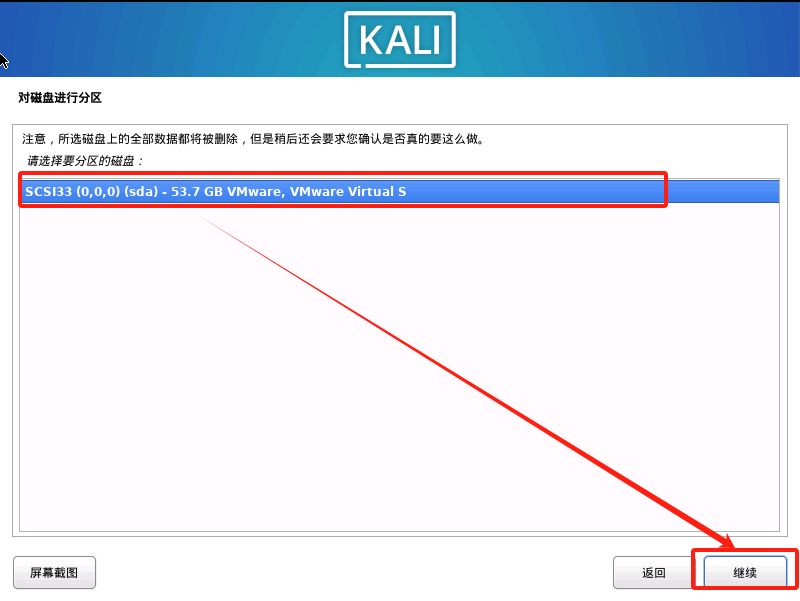 KALI
对磁盘进行分区
注意，所选磁盘上的全部数据都将被删除，但是稍后还会要求您确认是否真的要这么做。
请选择要分区的磁盘：
SCSI33 (0,0,0) (sda) - 53.7 GB VMware, VMware Virtual S
屏幕截图
返回
继续